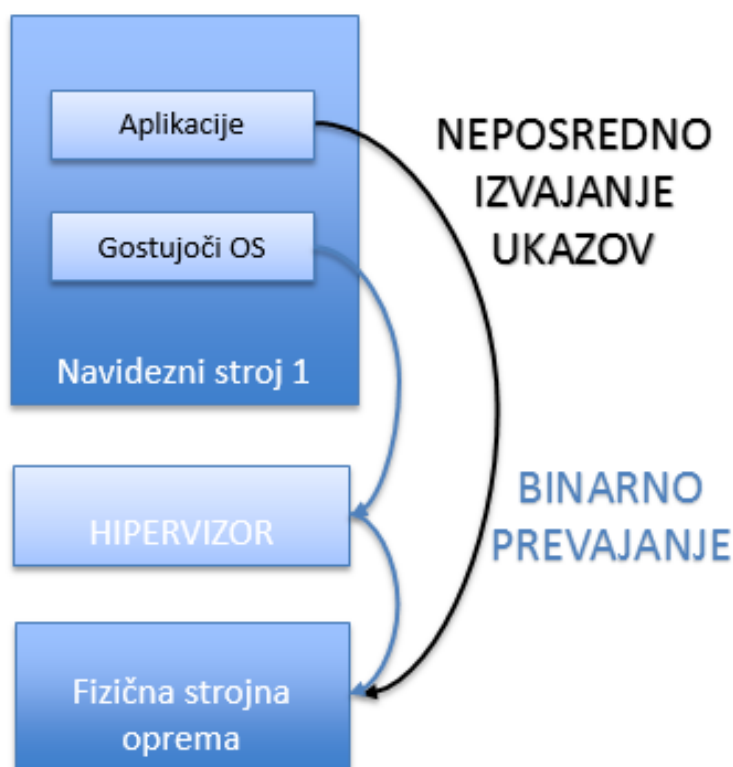 Aplikacije
Gostujoči OS
Navidezni stroj 1
NEPOSREDNO
IZVAJANJE
UKAZOV
HIPERVIZOR
BINARNO
PREVAJANJE
Fizična strojna
oprema